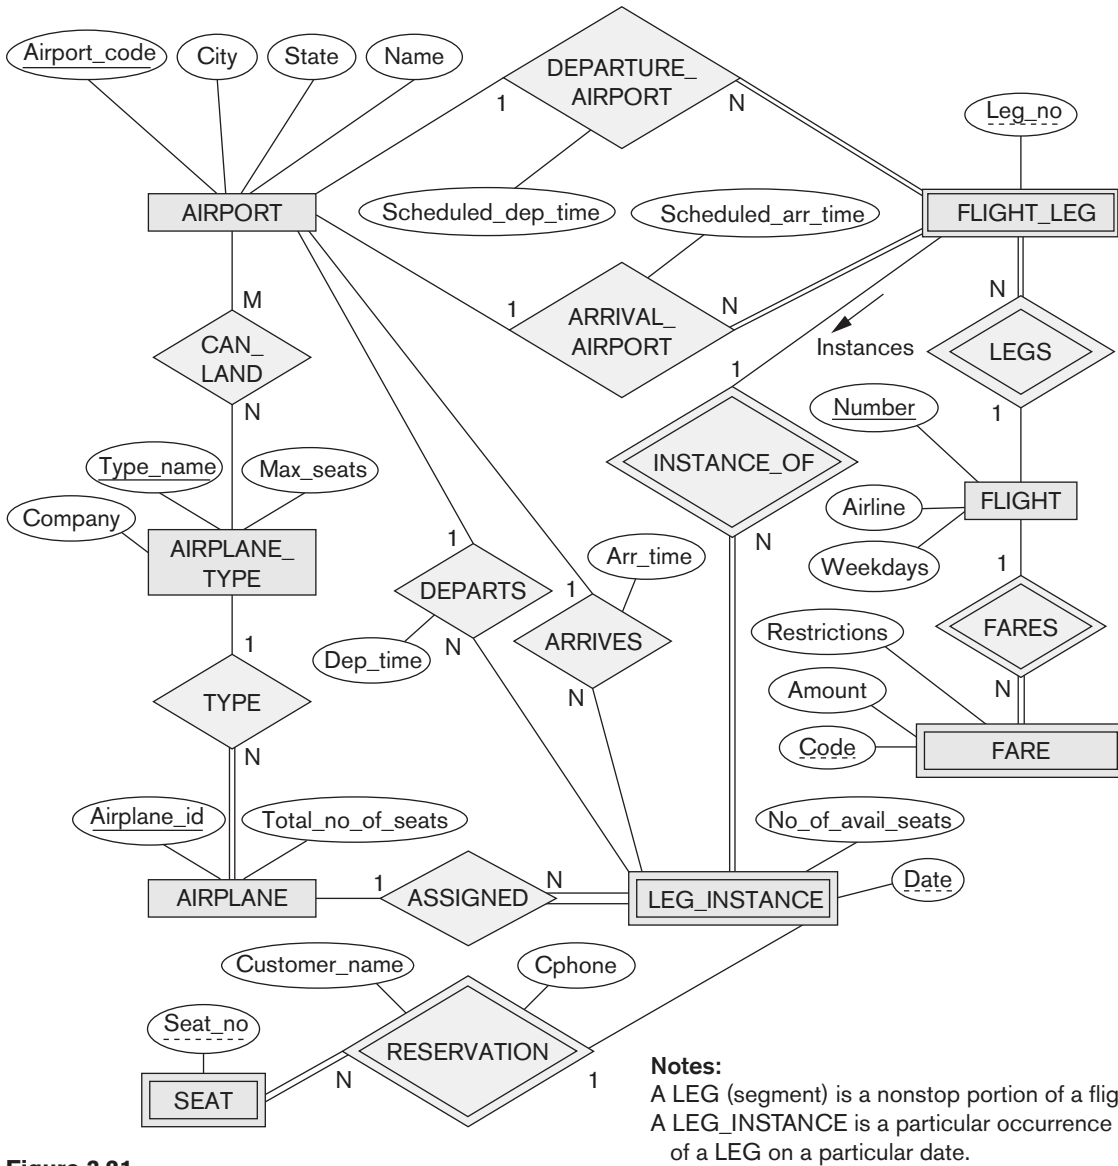 Airport_code
City
State
Name
DEPARTURE_
AIRPORT
1
N
Leg_no
Scheduled_dep_time
Scheduled_arr_time
AIRPORT
FLIGHT_LEG
M
1
ARRIVAL_
AIRPORT
N
Instances
N
LEGS
1
CAN_
LAND
N
1
INSTANCE_OF
N
Number
Type_name
Max_seats
Company
AIRPLANE_
TYPE
FLIGHT
Airline
Weekdays
1
1
DEPARTS
N
Dep_time
1
Arr_time
ARRIVES
N
1
FARES
N
Restrictions
Amount
Code
FARE
TYPE
N
Airplane_id
Total_no_of_seats
No_of_avail_seats
Date
AIRPLANE
1
ASSIGNED
N
LEG_INSTANCE
Customer_name
Cphone
Seat_no
RESERVATION
N
1
SEAT
Notes:
A LEG (segment) is a nonstop portion of a
A LEG_INSTANCE is a particular occurrence
of a LEG on a particular date.